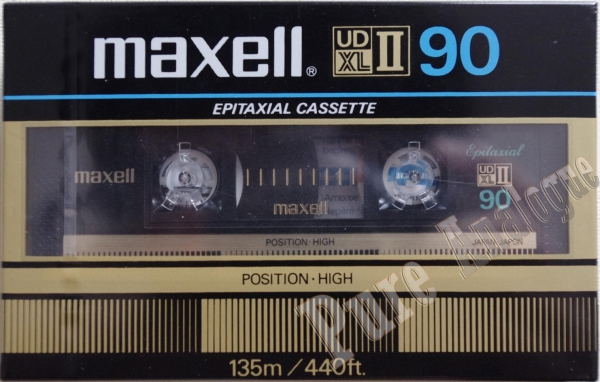 maxell® UD XL II 90
EPITAXIAL CASSETTE
maxell
maxell
Epitaxial
UD XL II
90
POSITION·HIGH
JAPAN JAPON
POSITION·HIGH
135m/440ft.
Pure Analogue